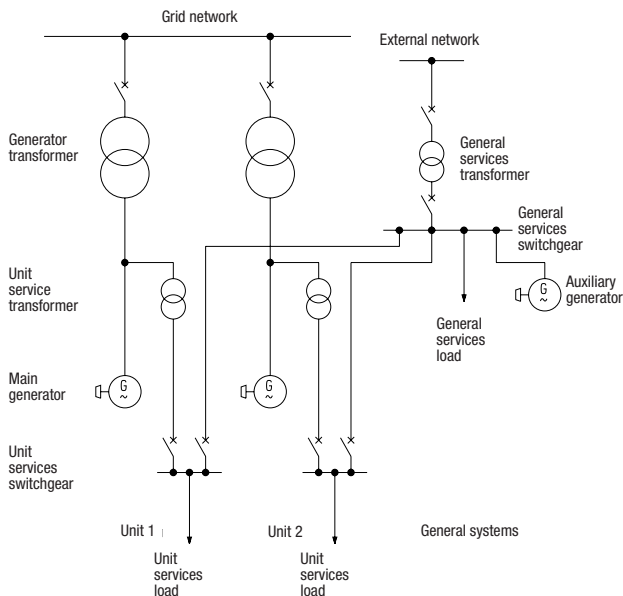 Grid network
External network
Generator
transformer
General
services
transformer
General
services
switchgear
Unit
service
transformer
G
~
Auxiliary
generator
General
services
load
Main
generator
G
~
G
~
Unit
services
switchgear
Unit 1
Unit 2
General systems
Unit
services
load
Unit
services
load